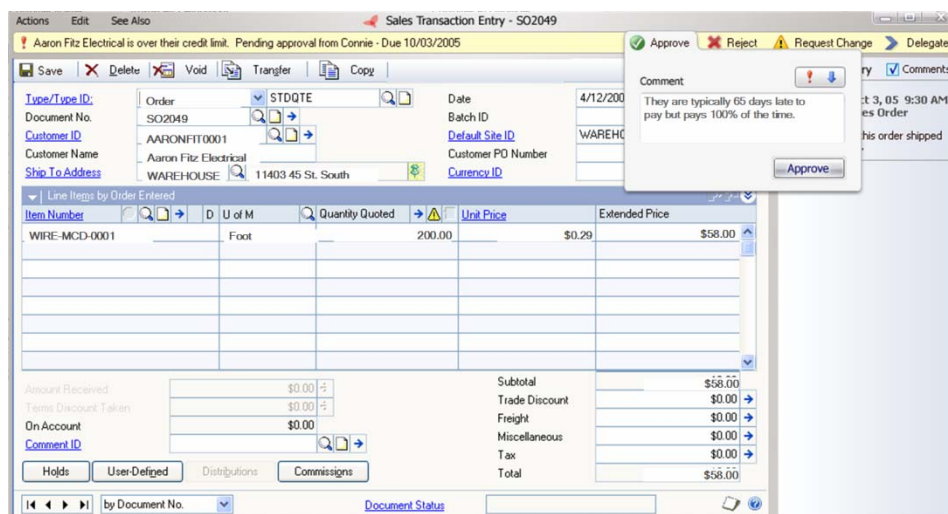 Actions Edit See Also Sales Transaction Entry - SO2049
Aaron Fitz Electrical is over their credit limit. Pending approval from Connie - Due 10/03/2005
Approve Reject Request Change Delegate
Save Delete Void Transfer Copy
ry Comments
Comment
They are typically 65 days late to
pay but pays 100% of the time.
Approve
t 3, 05 9:30 AM
es Order
his order shipped
Type/Type ID: Order STDQTE Date 4/12/200
Document No. SO2049 Batch ID
Customer ID AARONFIT0001 Default Site ID WAREHO
Customer Name Aaron Fitz Electrical Customer PO Number
Ship To Address WAREHOUSE 11403 45 St. South Currency ID
Line Items by Order Entered
Item Number D U of M Quantity Quoted Unit Price Extended Price
WIRE-MCD-0001 Foot 200.00 $0.29 $58.00
Amount Received $0.00 Subtotal $58.00
Terms Discount Taken $0.00 Trade Discount $0.00
On Account $0.00 Freight $0.00
Comment ID Miscellaneous $0.00
Tax $0.00
Holds User-Defined Distributions Commissions Total $58.00
by Document No. Document Status